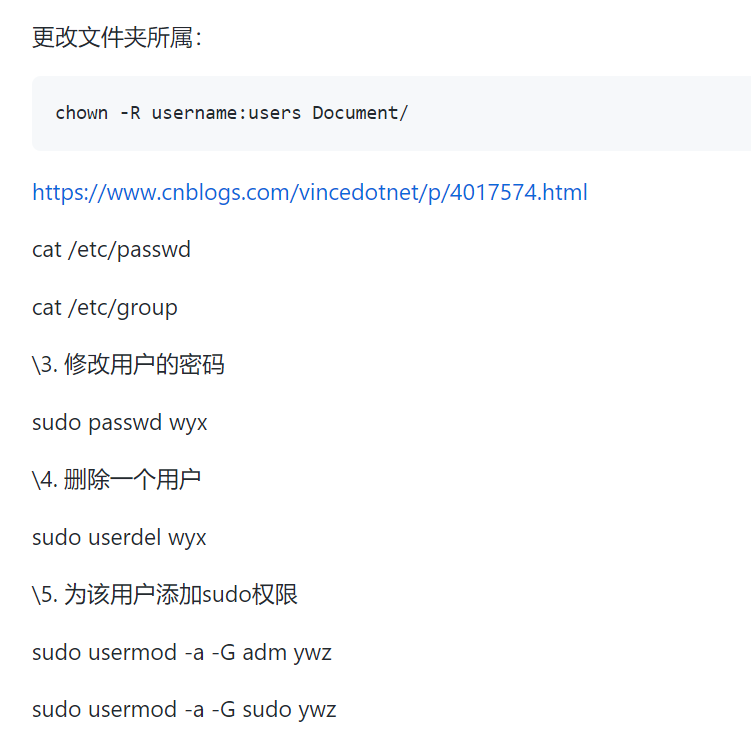 更改文件夹所属：
chown -R username:users Document/
https://www.cnblogs.com/vincedotnet/p/4017574.html
cat /etc/passwd
cat /etc/group
\3. 修改用户的密码
sudo passwd wyx
\4. 删除一个用户
sudo userdel wyx
\5. 为该用户添加sudo权限
sudo usermod -a -G adm ywz
sudo usermod -a -G sudo ywz